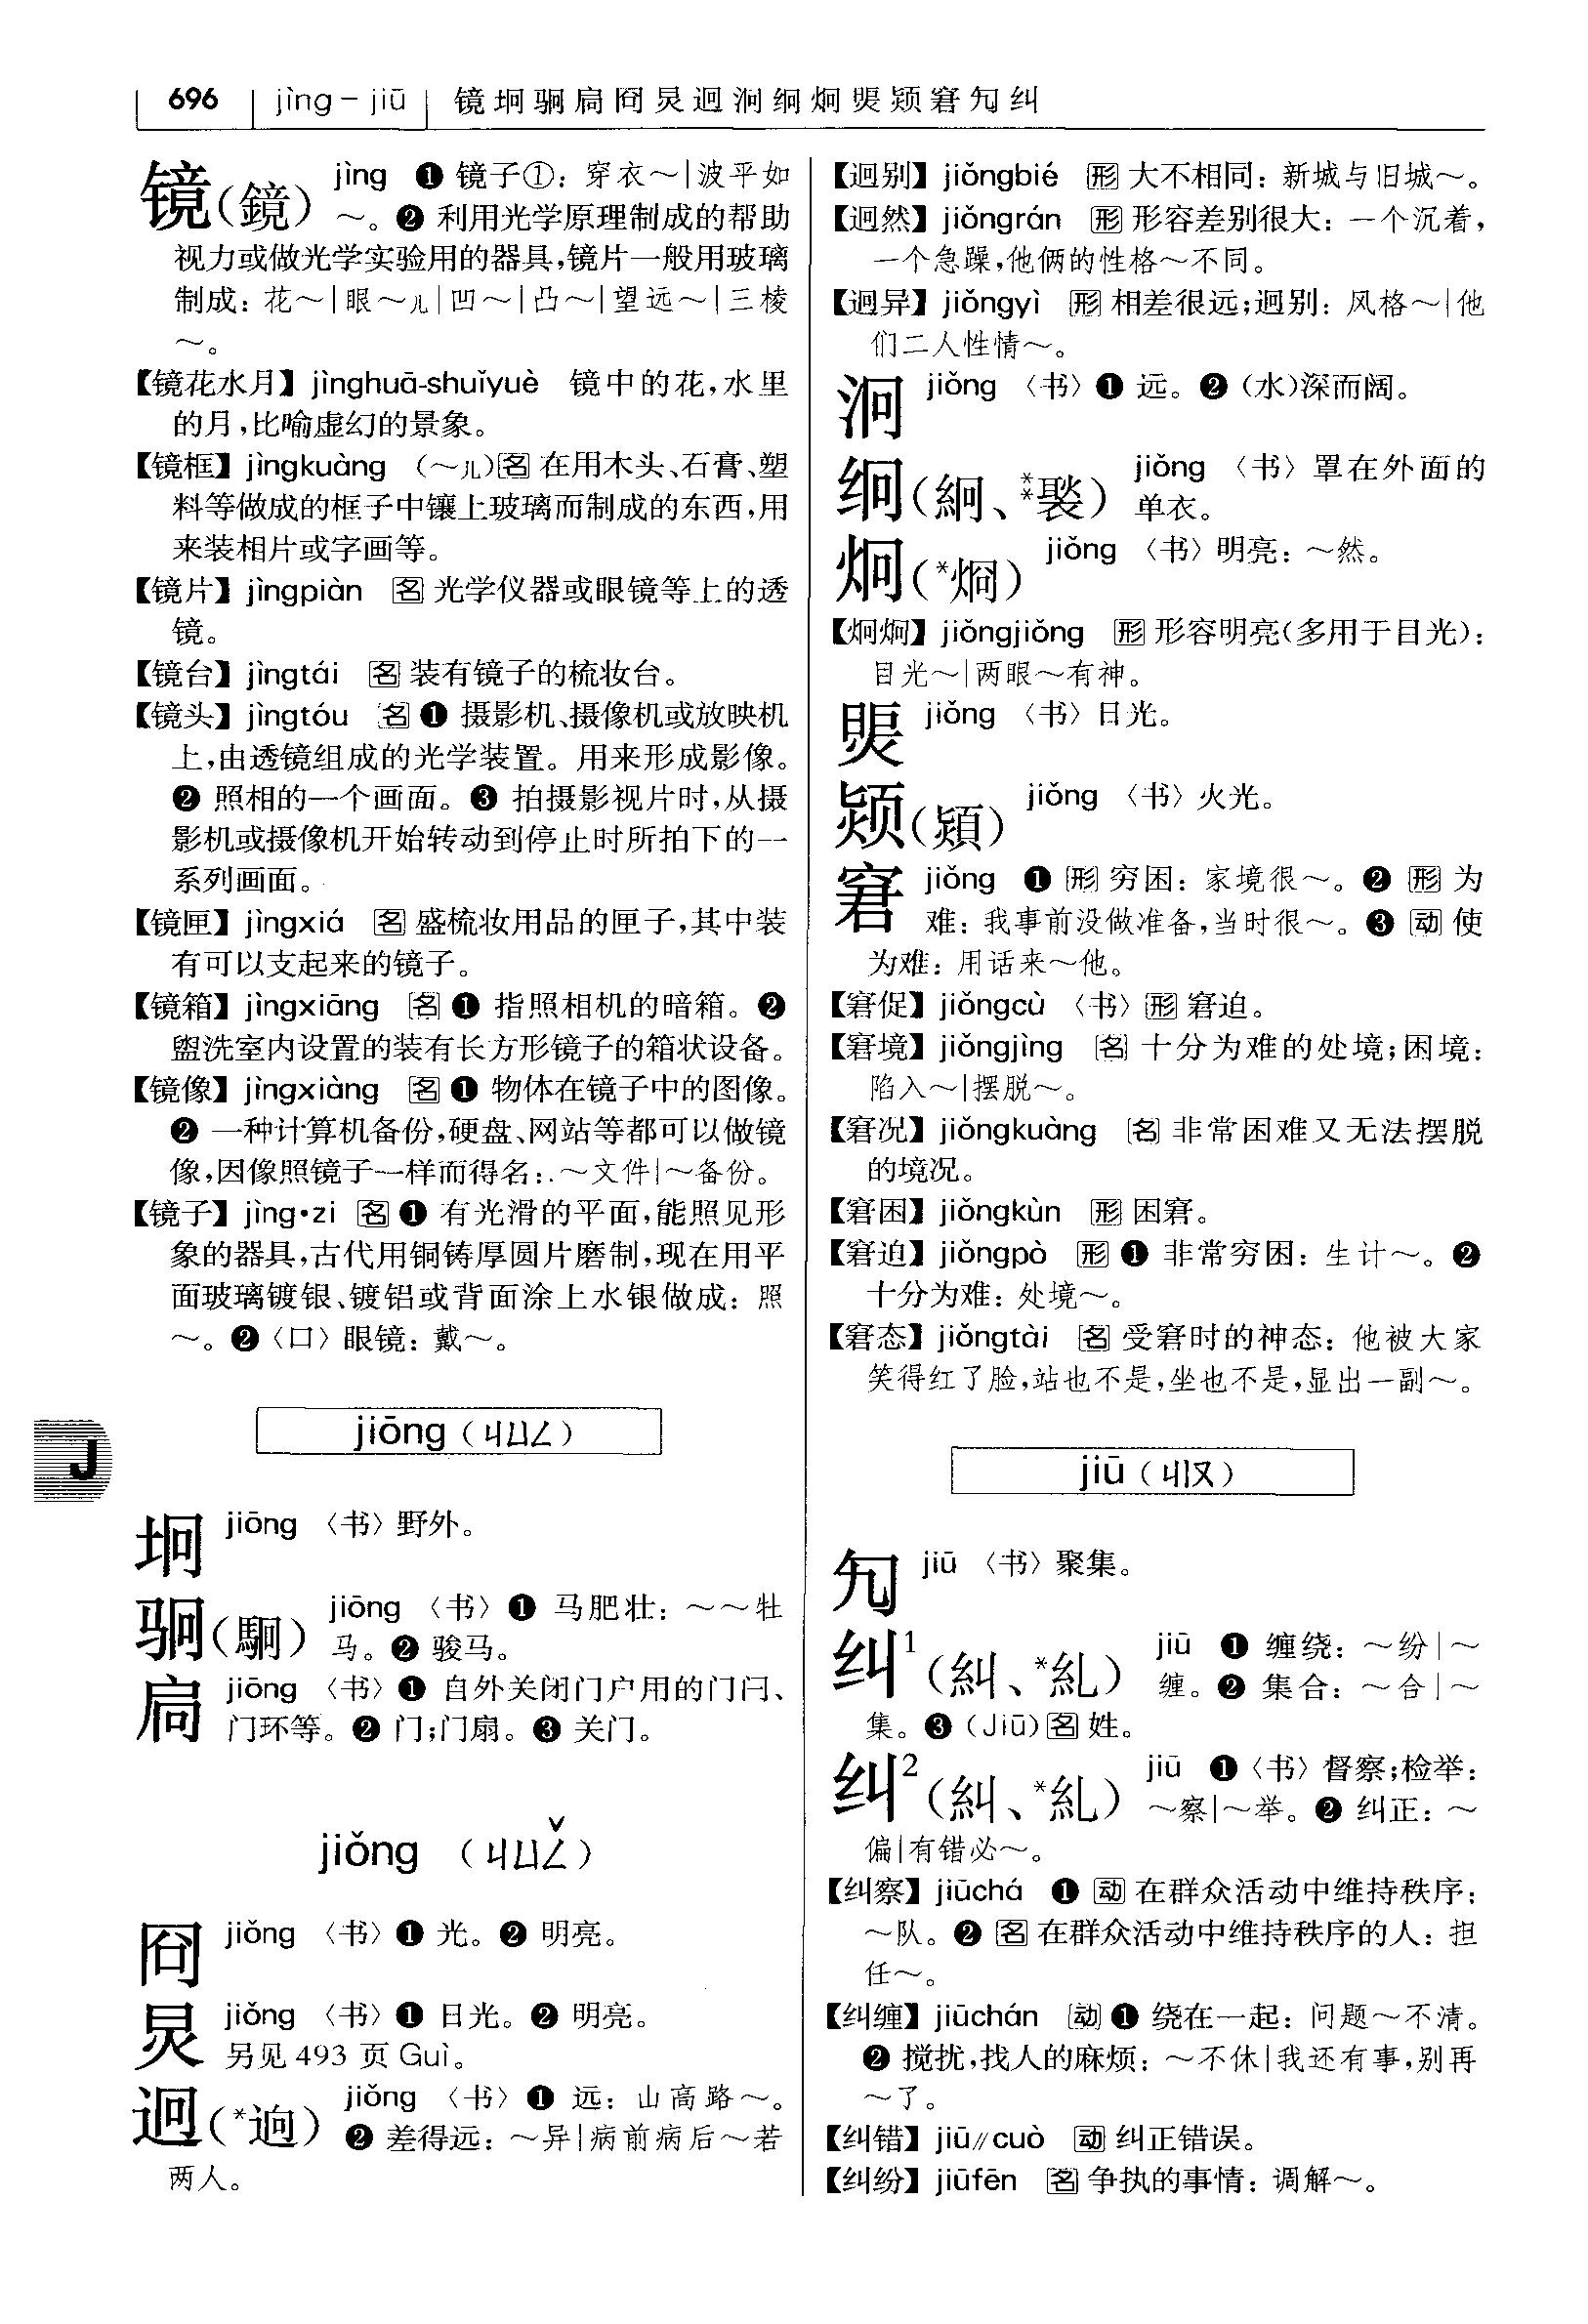 696 jìng－jiū 镜坰駉扃冏炅迥泂䌹炯煚颎窘勼纠
镜(鏡) jìng ❶ 镜子①：穿衣～|波平如
～。❷ 利用光学原理制成的帮助
视力或做光学实验用的器具，镜片一般用玻璃
制成：花～|眼～儿|凹～|凸～|望远～|三棱
～。
【镜花水月】jìnghuā-shuǐyuè 镜中的花，水里
的月，比喻虚幻的景象。
【镜框】jìngkuàng （～儿）名 在用木头、石膏、塑
料等做成的框子中镶上玻璃而制成的东西，用
来装相片或字画等。
【镜片】jìngpiàn 名 光学仪器或眼镜等上的透
镜。
【镜台】jìngtái 名 装有镜子的梳妆台。
【镜头】jìngtóu 名 ❶ 摄影机、摄像机或放映机
上，由透镜组成的光学装置。用来形成影像。
❷ 照相的一个画面。❸ 拍摄影视片时，从摄
影机或摄像机开始转动到停止时所拍下的一
系列画面。
【镜匣】jìngxiá 名 盛梳妆用品的匣子，其中装
有可以支起来的镜子。
【镜箱】jìngxiāng 名 ❶ 指照相机的暗箱。❷
盥洗室内设置的装有长方形镜子的箱状设备。
【镜像】jìngxiàng 名 ❶ 物体在镜子中的图像。
❷ 一种计算机备份，硬盘、网站等都可以做镜
像，因像照镜子一样而得名：～文件|～备份。
【镜子】jìng•zi 名 ❶ 有光滑的平面，能照见形
象的器具，古代用铜铸厚圆片磨制，现在用平
面玻璃镀银、镀铝或背面涂上水银做成：照
～。❷〈口〉眼镜：戴～。
jiōng（ㄐㄩㄥ）
J
坰 jiōng 〈书〉野外。
䮐(駉) jiōng 〈书〉❶ 马肥壮：～～牡
马。❷ 骏马。
扃 jiōng 〈书〉❶ 自外关闭门户用的门闩、
门环等。❷ 门；门扇。❸ 关门。
jiǒng （ㄐㄩㄥˇ）
冏 jiǒng 〈书〉❶ 光。❷ 明亮。
炅 jiǒng 〈书〉❶ 日光。❷ 明亮。
另见 493 页 Guì。
迥(*逈) jiǒng 〈书〉❶ 远：山高路～。
❷ 差得远：～异|病前病后～若
两人。
【迥别】jiǒngbié 形 大不相同：新城与旧城～。
【迥然】jiǒngrán 形 形容差别很大：一个沉着，
一个急躁，他俩的性格～不同。
【迥异】jiǒngyì 形 相差很远；迥别：风格～|他
们二人性情～。
泂 jiǒng 〈书〉❶ 远。❷（水）深而阔。
䌹(絅、**褧) jiǒng 〈书〉罩在外面的
单衣。
炯(*烱) jiǒng 〈书〉明亮：～然。
【炯炯】jiǒngjiǒng 形 形容明亮（多用于目光）：
目光～|两眼～有神。
煚 jiǒng 〈书〉日光。
颎(熲) jiǒng 〈书〉火光。
窘 jiǒng ❶ 形 穷困：家境很～。❷ 形 为
难：我事前没做准备，当时很～。❸ 动 使
为难：用话来～他。
【窘促】jiǒngcù 〈书〉形 窘迫。
【窘境】jiǒngjìng 名 十分为难的处境；困境：
陷入～|摆脱～。
【窘况】jiǒngkuàng 名 非常困难又无法摆脱
的境况。
【窘困】jiǒngkùn 形 困窘。
【窘迫】jiǒngpò 形 ❶ 非常穷困：生计～。❷
十分为难：处境～。
【窘态】jiǒngtài 名 受窘时的神态：他被大家
笑得红了脸，站也不是，坐也不是，显出一副～。
jiū（ㄐㄧㄡ）
勼 jiū 〈书〉聚集。
纠¹(糾、*糺) jiū ❶ 缠绕：～纷|～
缠。❷ 集合：～合|～
集。❸（Jiū）名 姓。
纠²(糾、*糺) jiū ❶〈书〉督察；检举：
～察|～举。❷ 纠正：～
偏|有错必～。
【纠察】jiūchá ❶ 动 在群众活动中维持秩序：
～队。❷ 名 在群众活动中维持秩序的人：担
任～。
【纠缠】jiūchán 动 ❶ 绕在一起：问题～不清。
❷ 搅扰，找人的麻烦：～不休|我还有事，别再
～了。
【纠错】jiū//cuò 动 纠正错误。
【纠纷】jiūfēn 名 争执的事情：调解～。